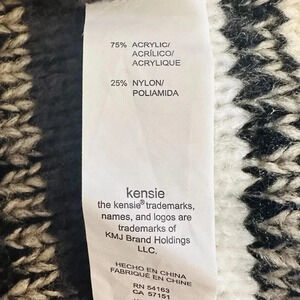 75% ACRYLIC/
ACRÍLICO/
ACRYLIQUE
25% NYLON/
POLIAMIDA
kensie
the kensie® trademarks,
names, and logos are
trademarks of
KMJ Brand Holdings
LLC.
HECHO EN CHINA
FABRIQUÉ EN CHINE
RN 54163
CA 57151